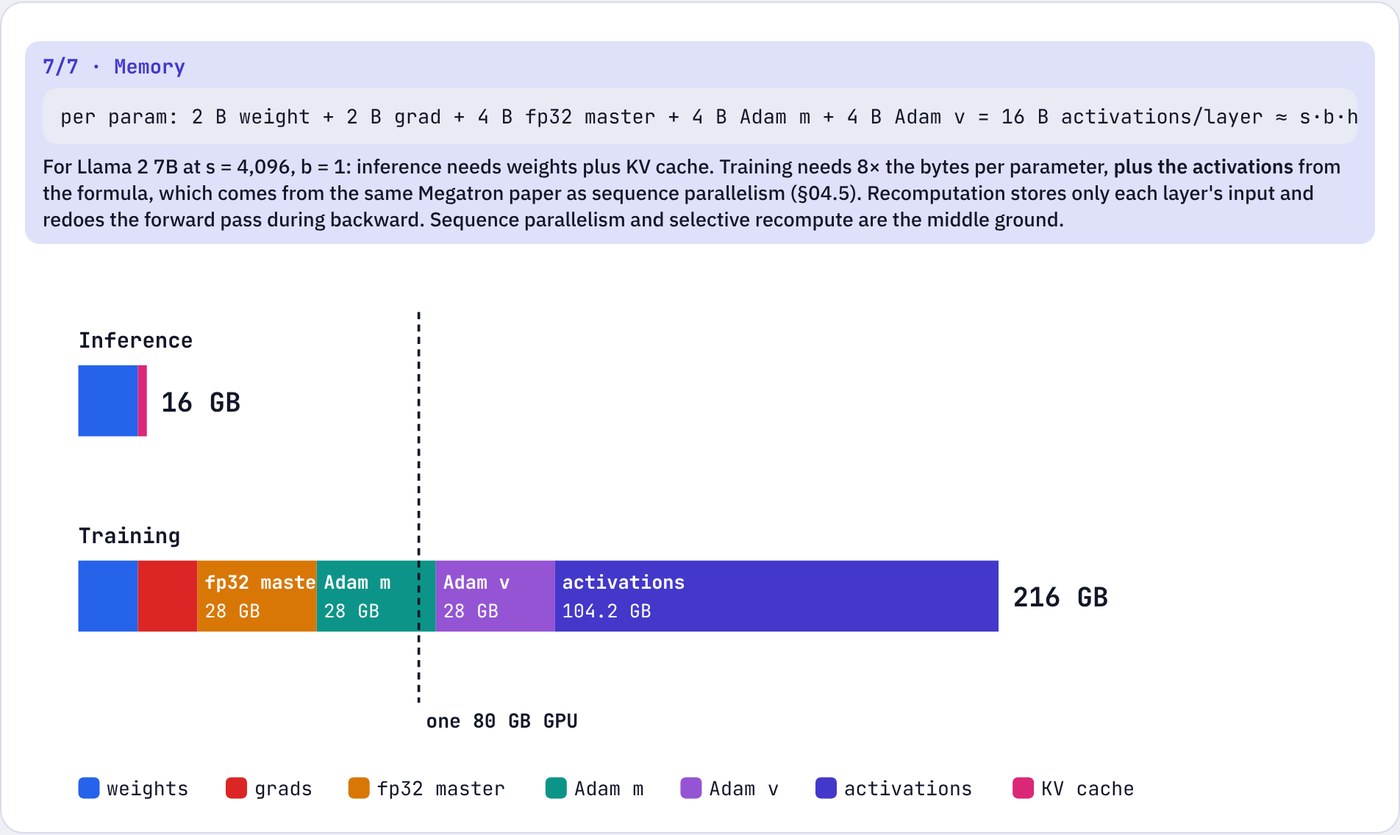 7/7 · Memory
per param: 2 B weight + 2 B grad + 4 B fp32 master + 4 B Adam m + 4 B Adam v = 16 B activations/layer ≈ s·b·h
For Llama 2 7B at s = 4,096, b = 1: inference needs weights plus KV cache. Training needs 8× the bytes per parameter, plus the activations from
the formula, which comes from the same Megatron paper as sequence parallelism (§04.5). Recomputation stores only each layer's input and
redoes the forward pass during backward. Sequence parallelism and selective recompute are the middle ground.
Inference
16 GB
Training
fp32 maste Adam m Adam v activations
28 GB 28 GB 28 GB 104.2 GB
216 GB
one 80 GB GPU
weights grads fp32 master Adam m Adam v activations KV cache